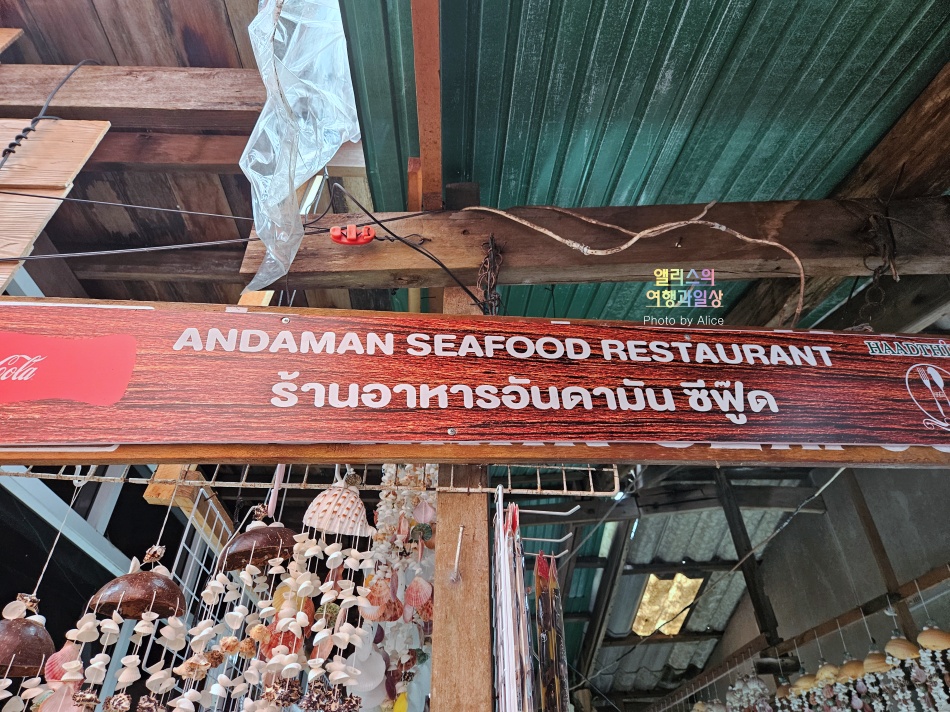 앨리스의
여행과일상
Photo by Alice
ANDAMAN SEAFOOD RESTAURANT
ร้านอาหารอันดามัน ซีฟู๊ด